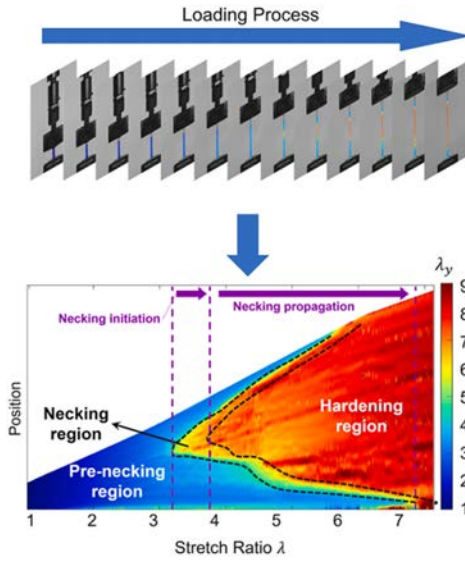 Loading Process
λy
9
8
7
6
5
4
3
2
1
Necking initiation
Necking propagation
Necking
region
Hardening
region
Pre-necking
region
Position
1 2 3 4 5 6 7
Stretch Ratio λ